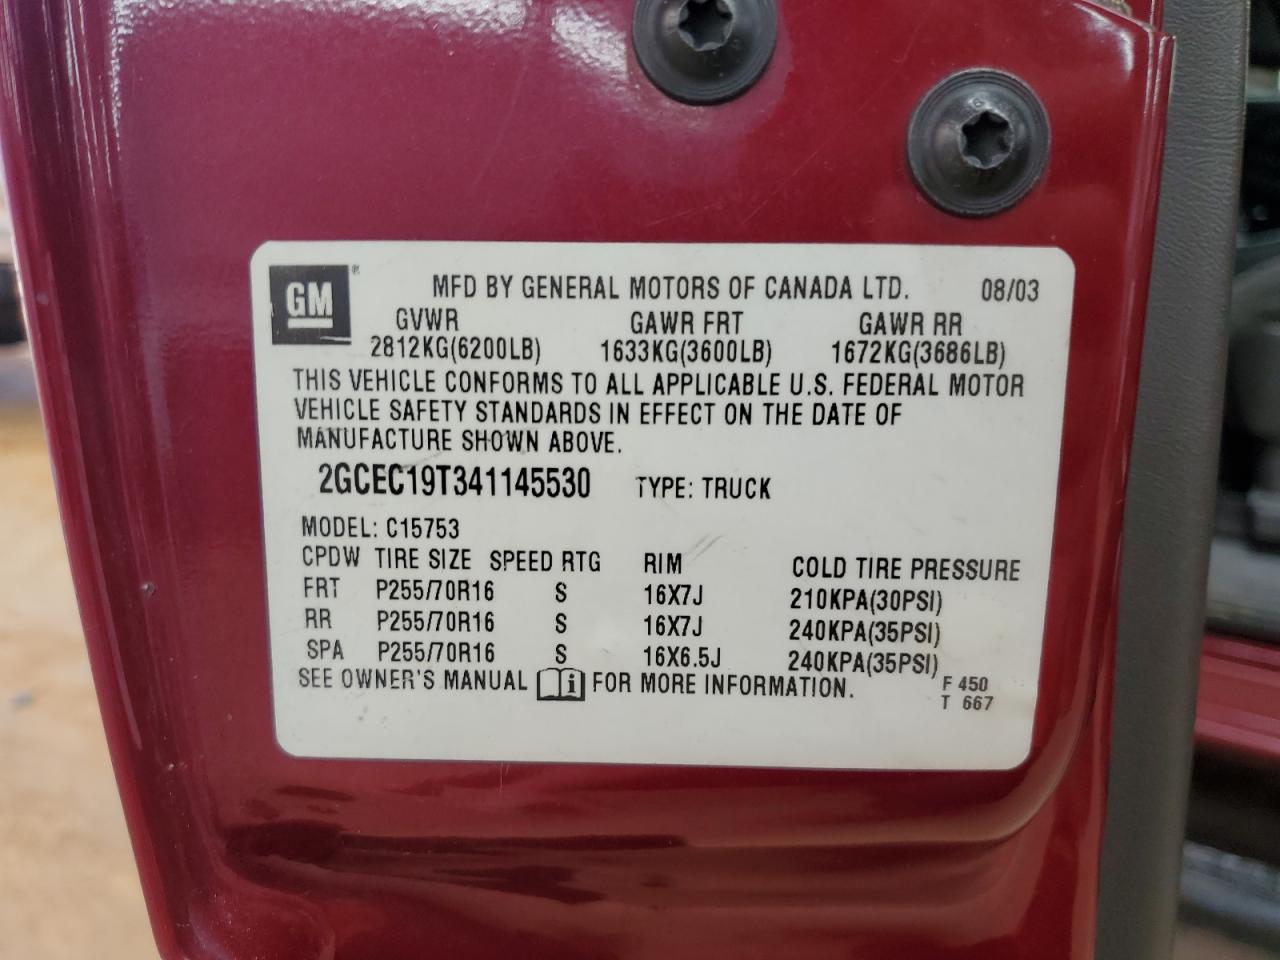 GM®
MFD BY GENERAL MOTORS OF CANADA LTD. 08/03
GVWR GAWR FRT GAWR RR
2812KG(6200LB) 1633KG(3600LB) 1672KG(3686LB)
THIS VEHICLE CONFORMS TO ALL APPLICABLE U.S. FEDERAL MOTOR
VEHICLE SAFETY STANDARDS IN EFFECT ON THE DATE OF
MANUFACTURE SHOWN ABOVE.
2GCEC19T341145530 TYPE: TRUCK
MODEL: C15753
CPDW TIRE SIZE SPEED RTG RIM COLD TIRE PRESSURE
FRT P255/70R16 S 16X7J 210KPA(30PSI)
RR P255/70R16 S 16X7J 240KPA(35PSI)
SPA P255/70R16 S 16X6.5J 240KPA(35PSI)
SEE OWNER'S MANUAL i FOR MORE INFORMATION.
F 450
T 667